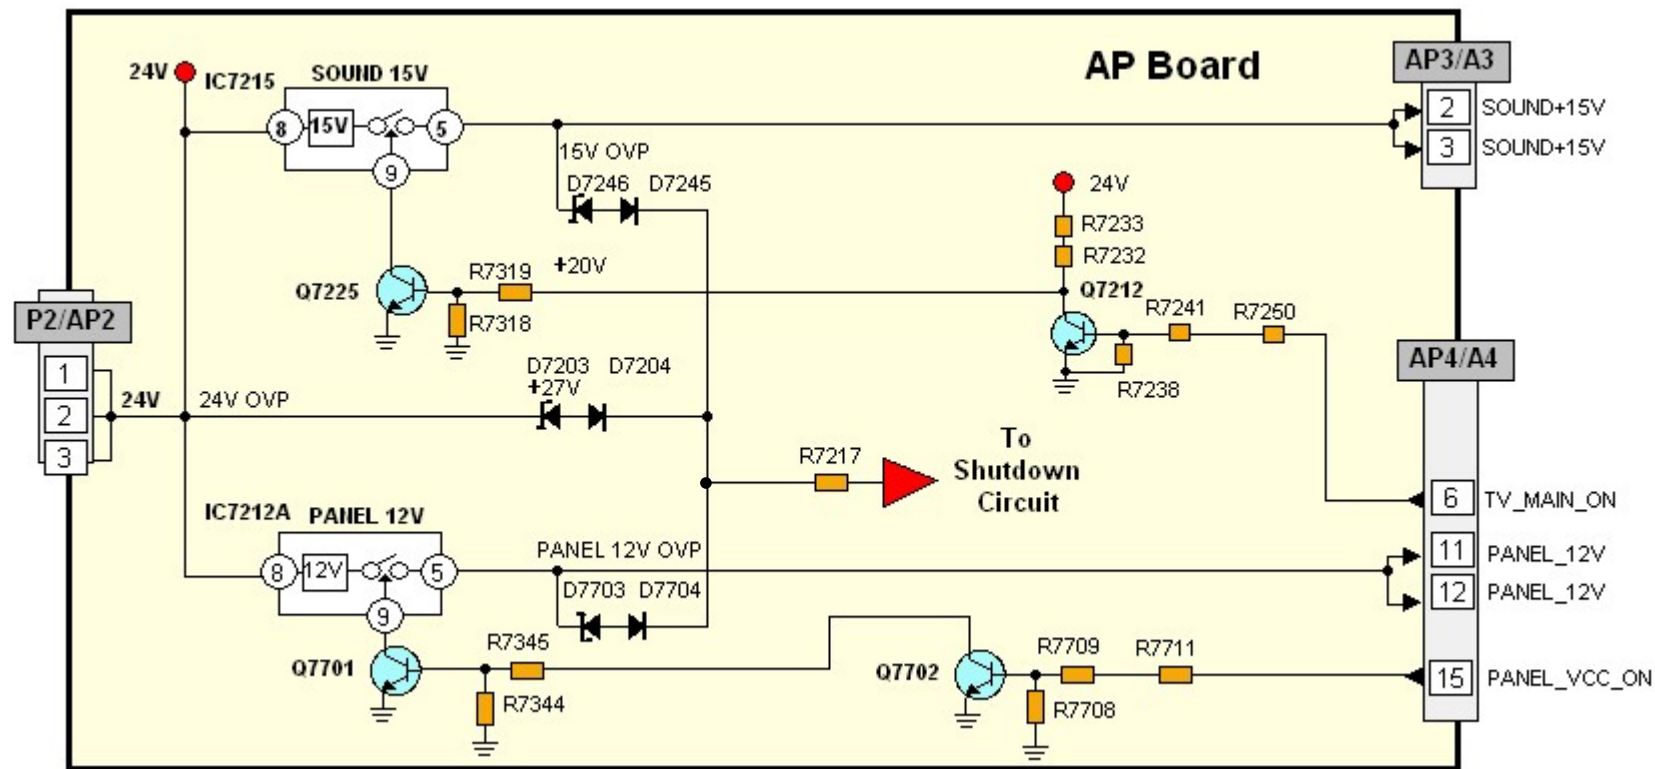 AP Board
AP3/A3
24V
IC7215
SOUND 15V
8
15V
5
9
2
SOUND+15V
3
SOUND+15V
15V OVP
D7246 D7245
24V
R7233
R7232
Q7225
R7319
+20V
R7318
Q7212
R7241
R7250
R7238
P2/AP2
1
2
3
24V
24V OVP
D7203 D7204
+27V
AP4/A4
R7217
To
Shutdown
Circuit
6
TV_MAIN_ON
IC7212A
PANEL 12V
8
12V
5
9
PANEL 12V OVP
D7703 D7704
11
PANEL_12V
12
PANEL_12V
Q7701
R7345
R7344
Q7702
R7709
R7711
R7708
15
PANEL_VCC_ON